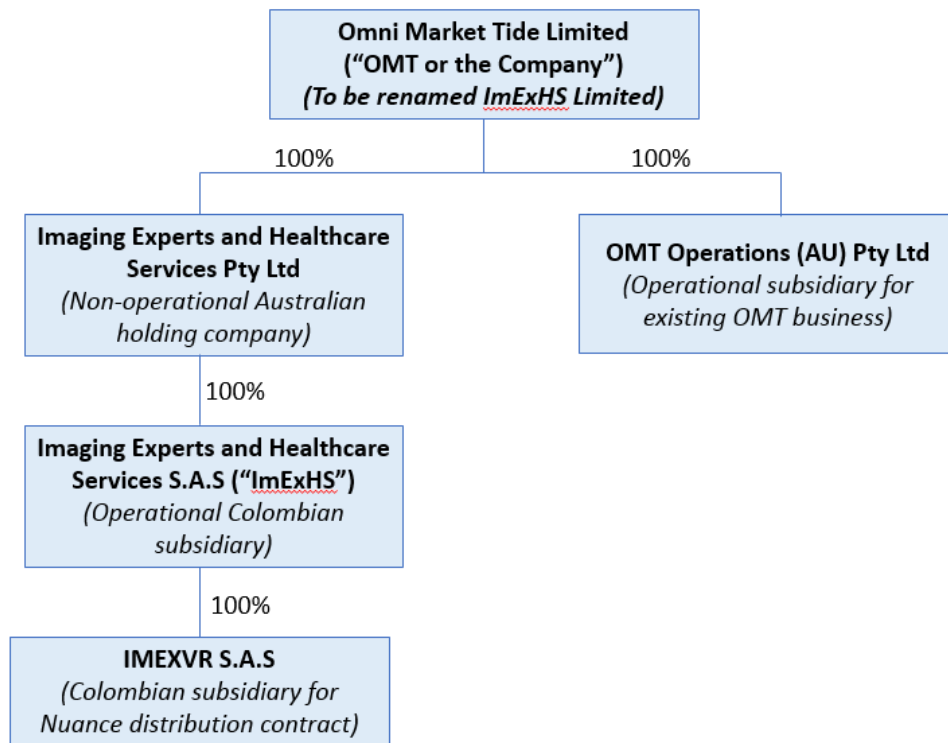 Omni Market Tide Limited
(“OMT or the Company”)
(To be renamed ImExHS Limited)
100%
100%
Imaging Experts and Healthcare
Services Pty Ltd
(Non-operational Australian
holding company)
OMT Operations (AU) Pty Ltd
(Operational subsidiary for
existing OMT business)
100%
Imaging Experts and Healthcare
Services S.A.S (“ImExHS”)
(Operational Colombian
subsidiary)
100%
IMEXVR S.A.S
(Colombian subsidiary for
Nuance distribution contract)